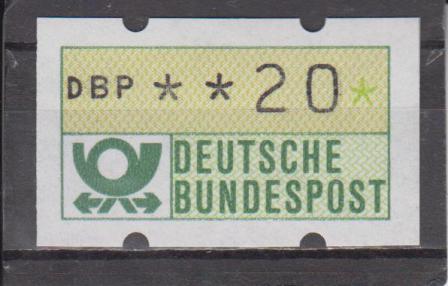 DBP * *20*
DEUTSCHE
BUNDESPOST